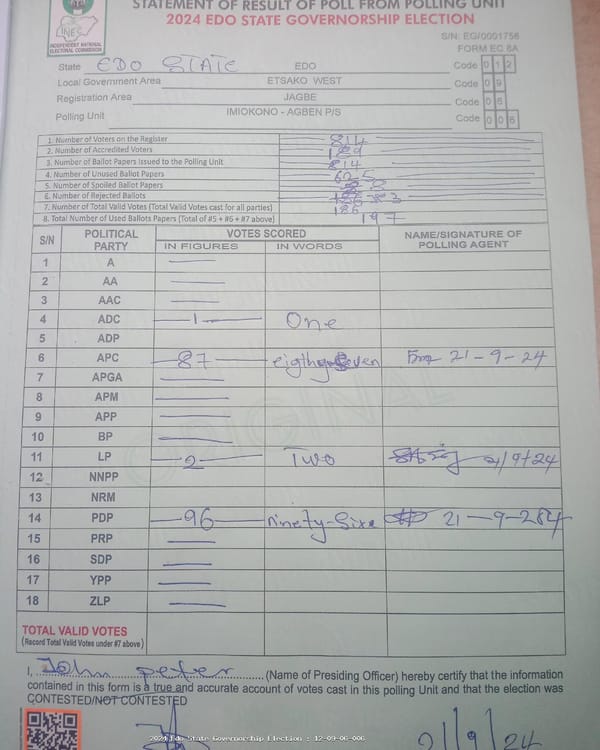 STATEMENT OF RESULT OF POLL FROM POLLING UNIT
2024 EDO STATE GOVERNORSHIP ELECTION
INEC
INDEPENDENT NATIONAL
ELECTORAL COMMISSION
S/N: EG/0001756
FORM EC 8A
State EDO STATE EDO Code 0 1 2
Local Government Area ETSAKO WEST Code 0 9
Registration Area JAGBE Code 0 6
Polling Unit IMIOKONO - AGBEN P/S Code 0 0 6
1. Number of Voters on the Register 814
2. Number of Accredited Voters 189
3. Number of Ballot Papers Issued to the Polling Unit 814
4. Number of Unused Ballot Papers 625
5. Number of Spoiled Ballot Papers
6. Number of Rejected Ballots
7. Number of Total Valid Votes (Total Valid Votes cast for all parties) 186
8. Total Number of Used Ballots Papers (Total of #5 + #6 + #7 above) 197
S/N POLITICAL PARTY VOTES SCORED NAME/SIGNATURE OF POLLING AGENT
IN FIGURES IN WORDS
1 A
2 AA
3 AAC
4 ADC 1 One
5 ADP
6 APC 87 eigthy-Seven 21-9-24
7 APGA
8 APM
9 APP
10 BP
11 LP 2 Two 21/9/24
12 NNPP
13 NRM
14 PDP 96 ninety-Sixe 21-9-284
15 PRP
16 SDP
17 YPP
18 ZLP
ORIGINAL
TOTAL VALID VOTES
(Record Total Valid Votes under #7 above)
I, John peter (Name of Presiding Officer) hereby certify that the information
contained in this form is a true and accurate account of votes cast in this polling Unit and that the election was
CONTESTED/NOT CONTESTED
21/9/24
2024 Edo State Governorship Election : 12-09-06-006